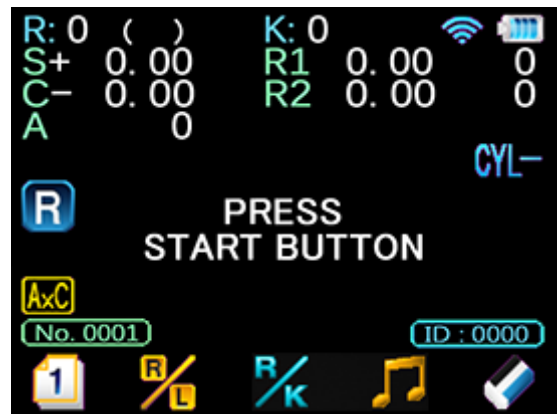 R: 0 ( ) K: 0
S+ 0.00 R1 0.00 0
C- 0.00 R2 0.00 0
A 0
CYL-
R
PRESS
START BUTTON
AxC
No. 0001 ID : 0000
1 R/L R/K